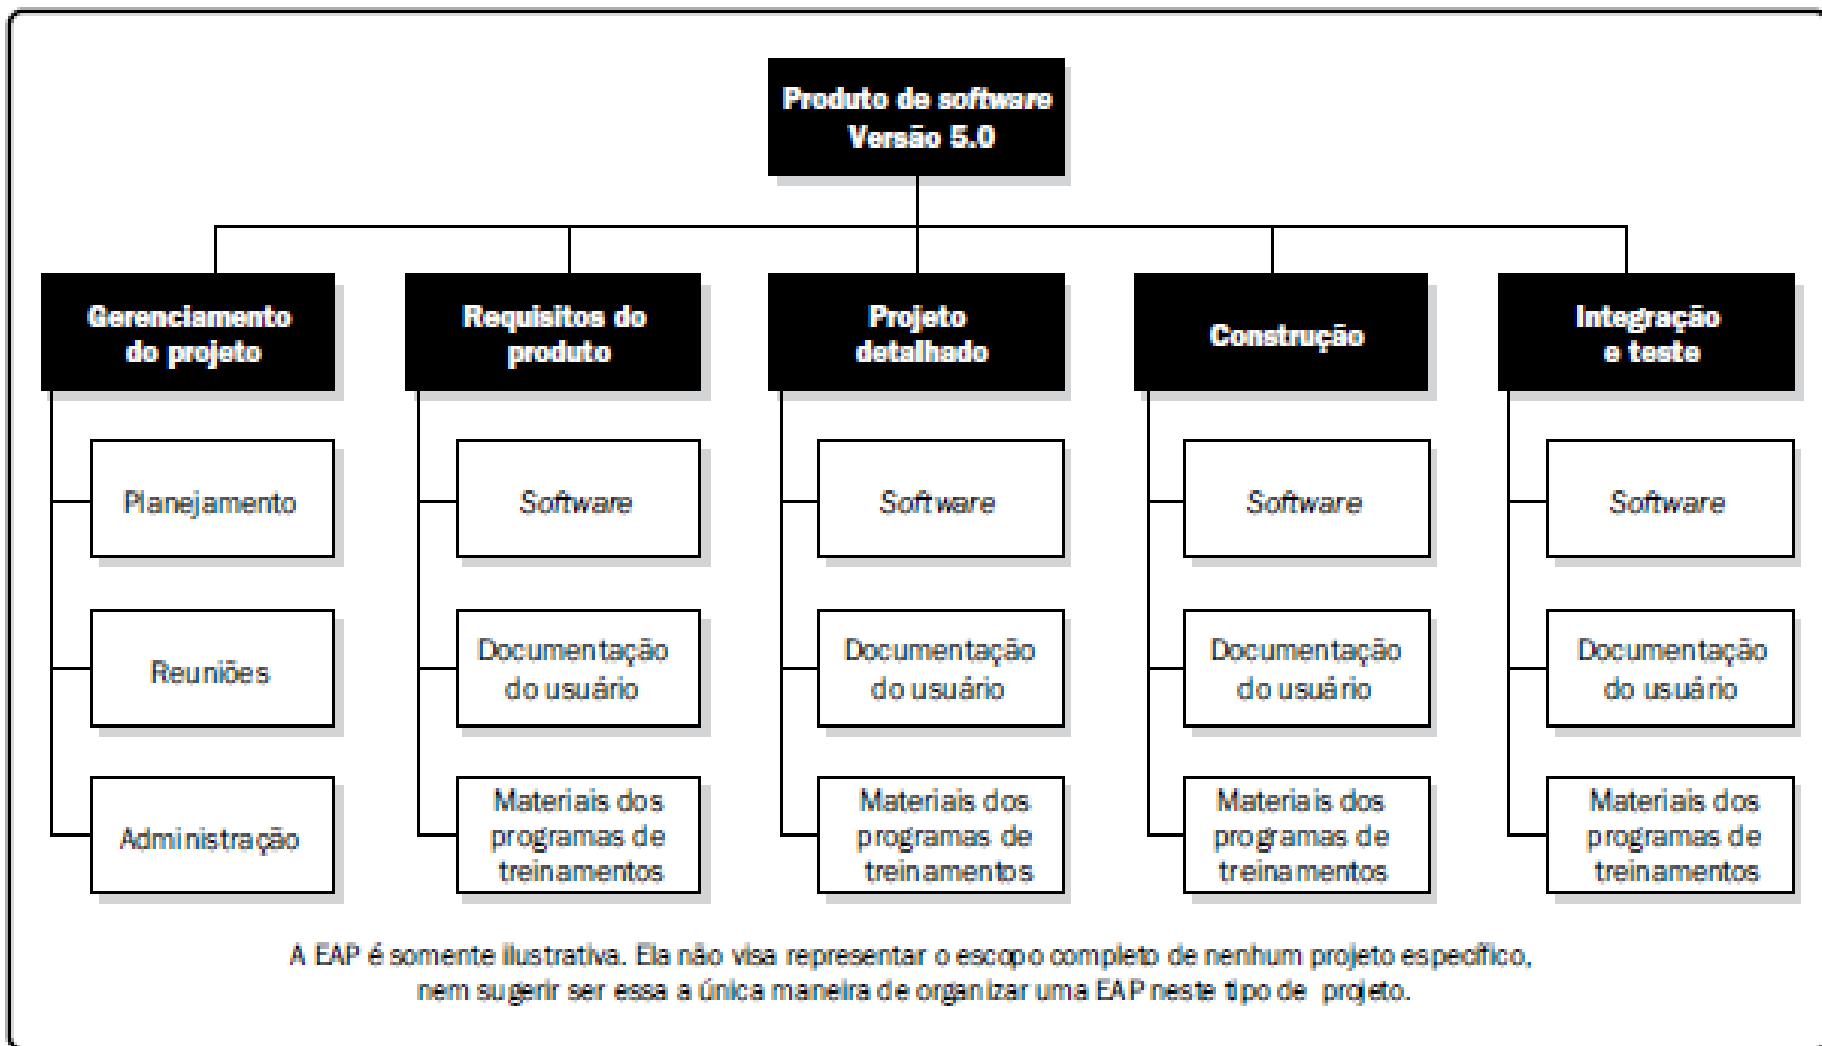 Produto de software
Versão 5.0
Gerenciamento
do projeto
Requisitos do
produto
Projeto
detalhado
Construção
Integração
e teste
Planejamento
Software
Software
Software
Software
Reuniões
Documentação
do usuário
Documentação
do usuário
Documentação
do usuário
Documentação
do usuário
Administração
Materiais dos
programas de
treinamentos
Materiais dos
programas de
treinamentos
Materiais dos
programas de
treinamentos
Materiais dos
programas de
treinamentos
A EAP é somente ilustrativa. Ela não visa representar o escopo completo de nenhum projeto específico,
nem sugerir ser essa a única maneira de organizar uma EAP neste tipo de projeto.